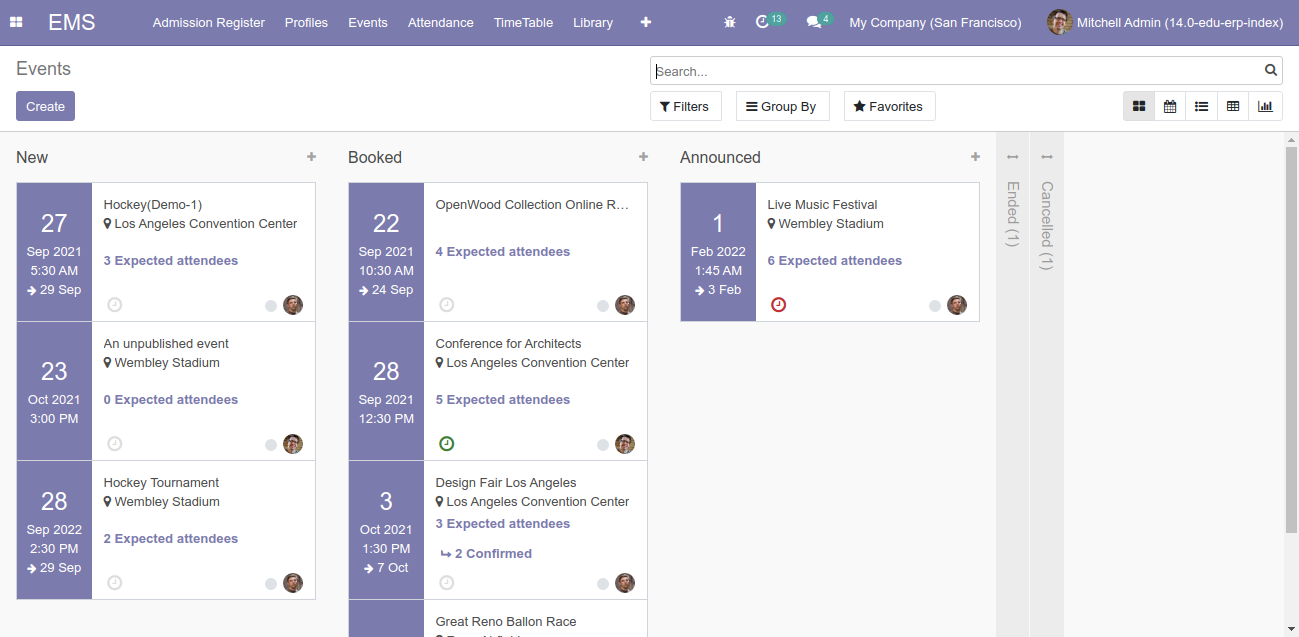 EMS
Admission Register
Profiles
Events
Attendance
TimeTable
Library
13
4
My Company (San Francisco)
Mitchell Admin (14.0-edu-erp-index)
Events
Search...
Create
Filters
Group By
Favorites
New
27
Sep 2021
5:30 AM
29 Sep
Hockey(Demo-1)
Los Angeles Convention Center
3 Expected attendees
23
Oct 2021
3:00 PM
An unpublished event
Wembley Stadium
0 Expected attendees
28
Sep 2022
2:30 PM
29 Sep
Hockey Tournament
Wembley Stadium
2 Expected attendees
Booked
22
Sep 2021
10:30 AM
24 Sep
OpenWood Collection Online R...
4 Expected attendees
28
Sep 2021
12:30 PM
Conference for Architects
Los Angeles Convention Center
5 Expected attendees
3
Oct 2021
1:30 PM
7 Oct
Design Fair Los Angeles
Los Angeles Convention Center
3 Expected attendees
2 Confirmed
Great Reno Ballon Race
Announced
1
Feb 2022
1:45 AM
3 Feb
Live Music Festival
Wembley Stadium
6 Expected attendees
Ended (1)
Cancelled (1)